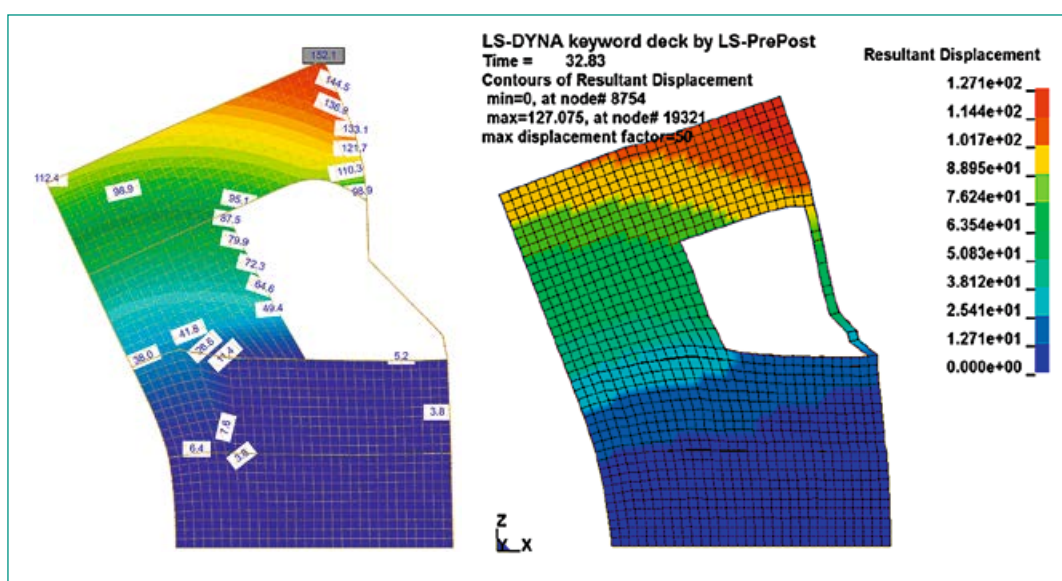 152.1
144.5
136.9
133.1
121.7
110.3
98.9
112.4
98.9
95.1
87.5
79.9
72.3
64.6
49.4
41.8
38.0
26.6
11.4
5.2
3.8
7.6
6.4
3.8
LS-DYNA keyword deck by LS-PrePost
Time = 32.83
Contours of Resultant Displacement
min=0, at node# 8754
max=127.075, at node# 19321
max displacement factor=50
Z
Y X
Resultant Displacement
1.271e+02
1.144e+02
1.017e+02
8.895e+01
7.624e+01
6.354e+01
5.083e+01
3.812e+01
2.541e+01
1.271e+01
0.000e+00